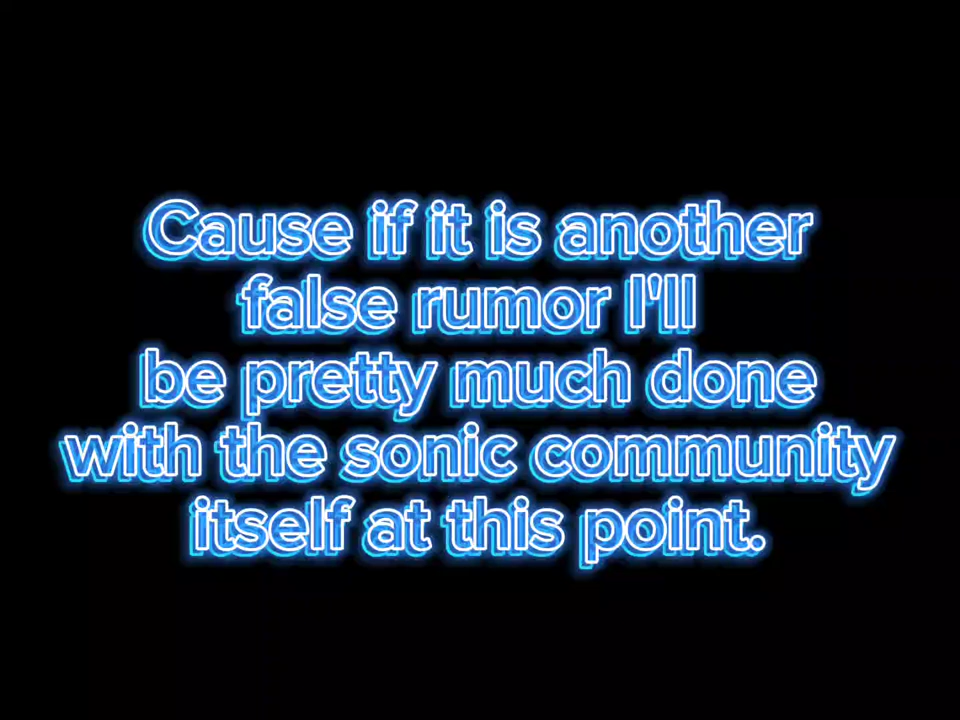 Cause if it is another
false rumor I'll
be pretty much done
with the sonic community
itself at this point.